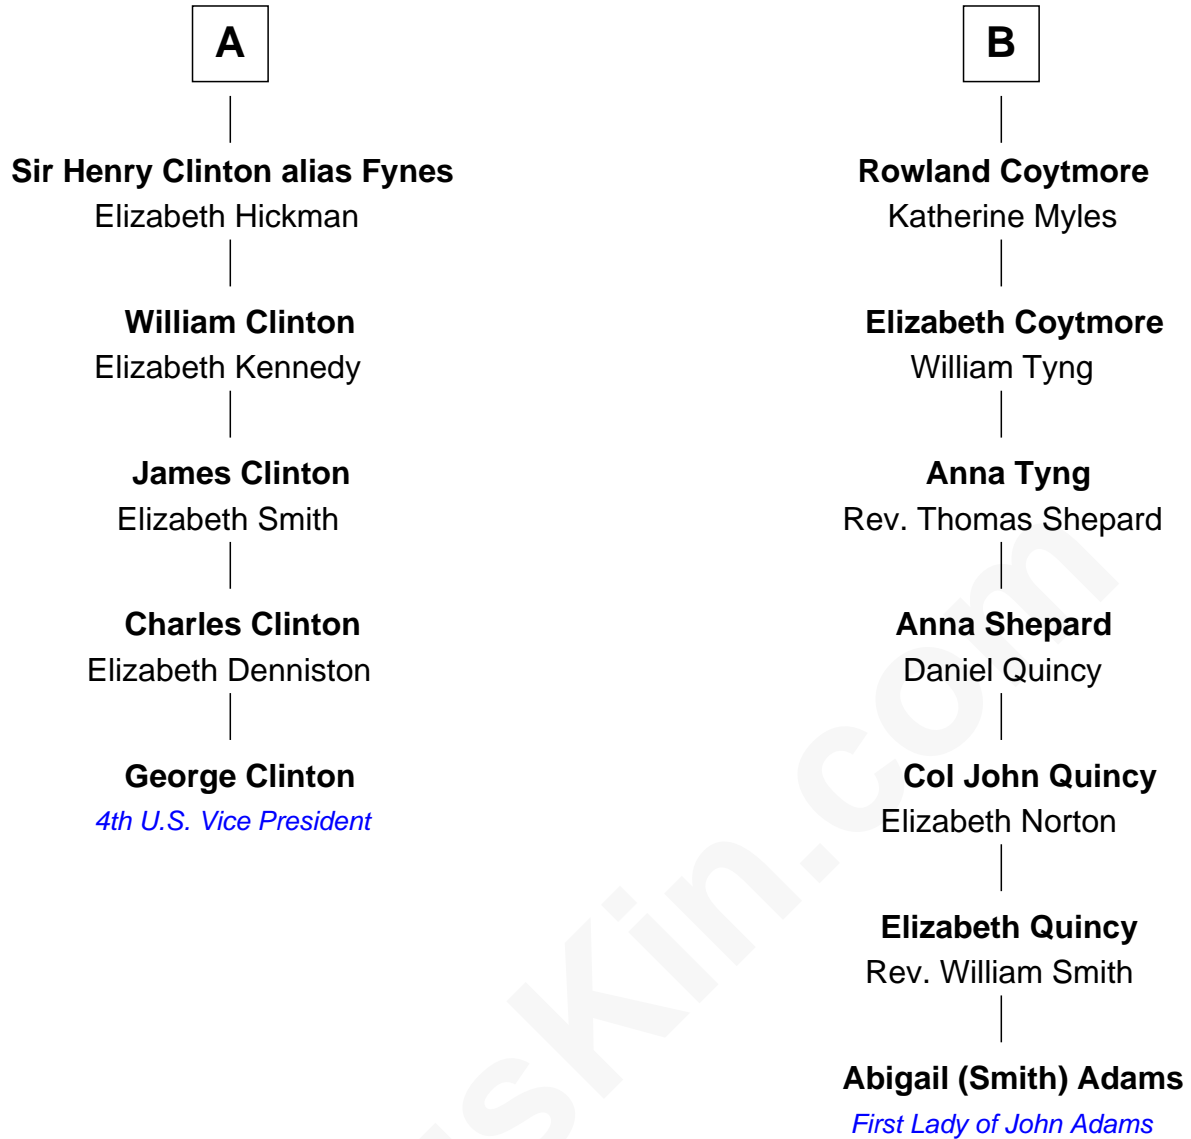 A
Sir Henry Clinton alias Fynes
Elizabeth Hickman
William Clinton
Elizabeth Kennedy
James Clinton
Elizabeth Smith
Charles Clinton
Elizabeth Denniston
George Clinton
4th U.S. Vice President
B
Rowland Coytmore
Katherine Myles
Elizabeth Coytmore
William Tyng
Anna Tyng
Rev. Thomas Shepard
Anna Shepard
Daniel Quincy
Col John Quincy
Elizabeth Norton
Elizabeth Quincy
Rev. William Smith
Abigail (Smith) Adams
First Lady of John Adams
sKin.com